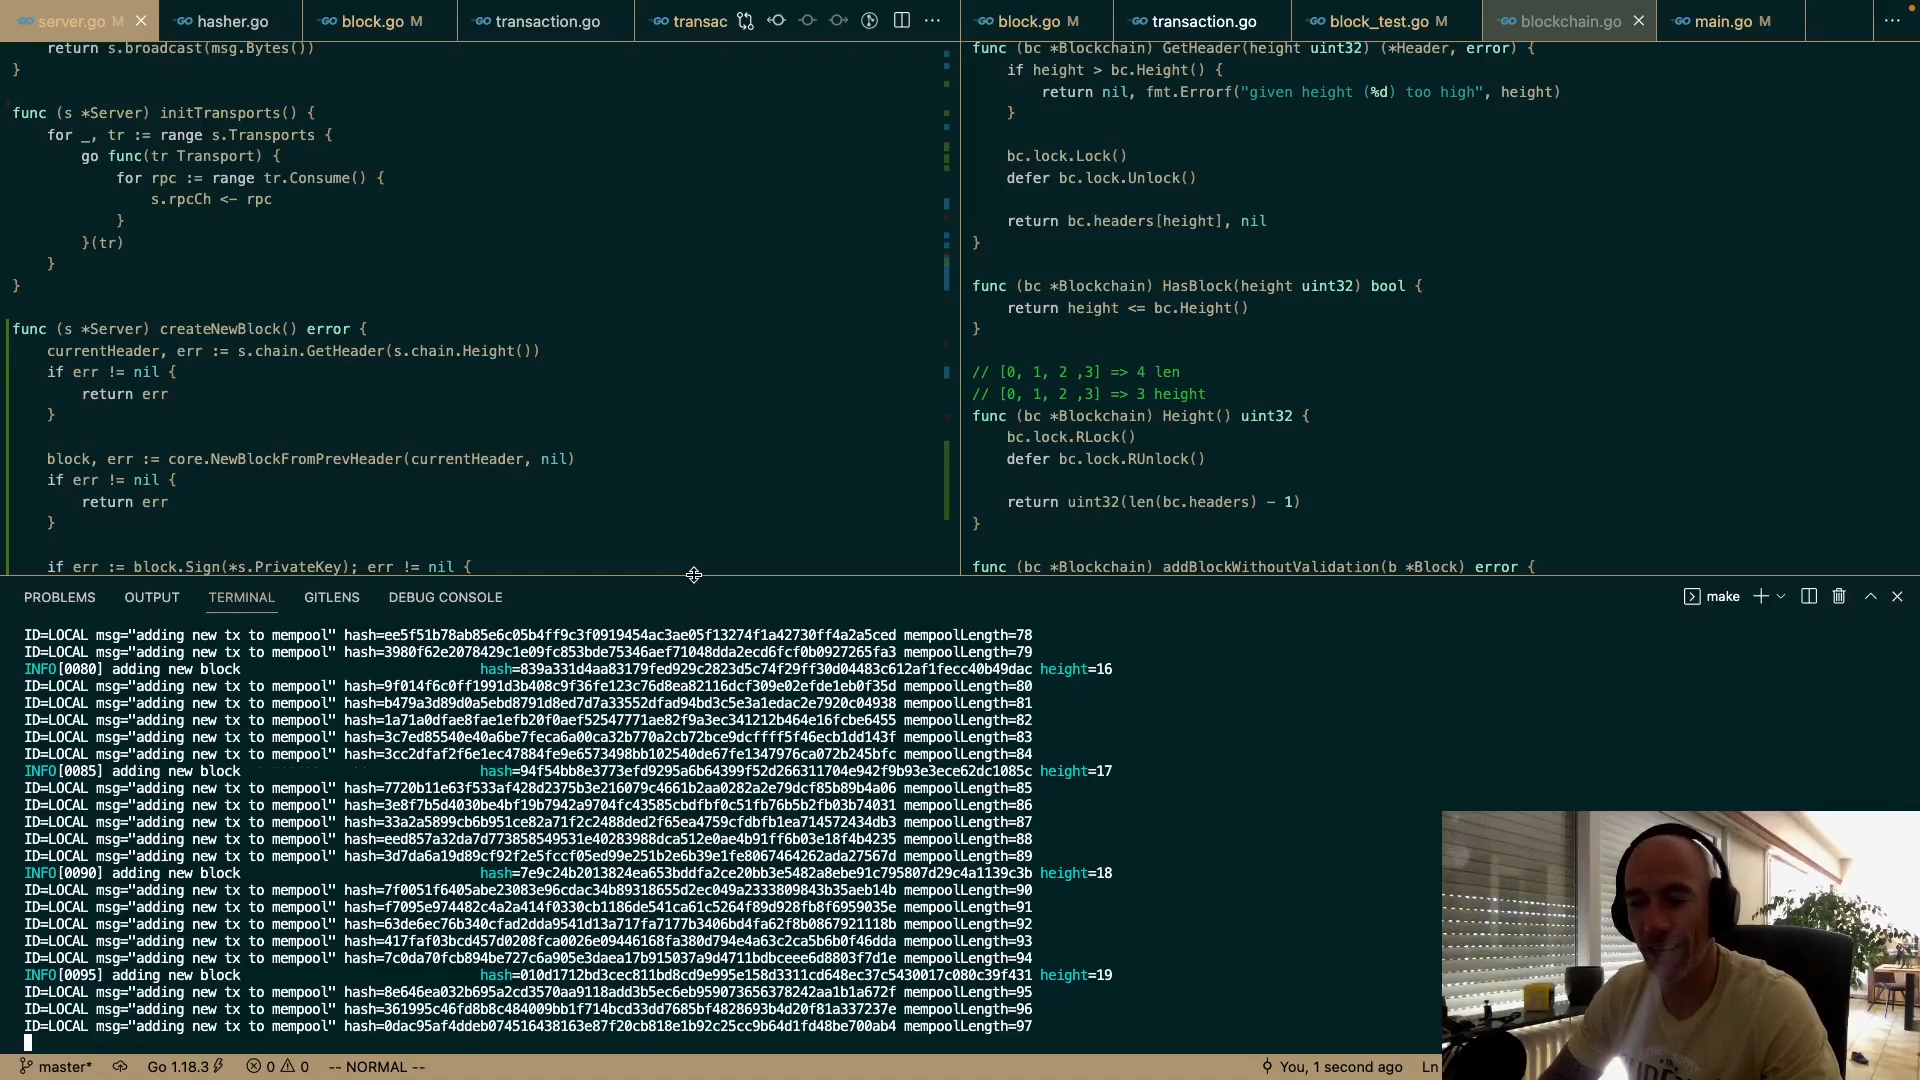 server.go M
hasher.go
block.go M
transaction.go
transac
block.go M
transaction.go
block_test.go M
blockchain.go
main.go M
return s.broadcast(msg.Bytes())
}
func (s *Server) initTransports() {
for _, tr := range s.Transports {
go func(tr Transport) {
for rpc := range tr.Consume() {
s.rpcCh <- rpc
}
}(tr)
}
}
func (s *Server) createNewBlock() error {
currentHeader, err := s.chain.GetHeader(s.chain.Height())
if err != nil {
return err
}
block, err := core.NewBlockFromPrevHeader(currentHeader, nil)
if err != nil {
return err
}
if err := block.Sign(*s.PrivateKey); err != nil {
func (bc *Blockchain) GetHeader(height uint32) (*Header, error) {
if height > bc.Height() {
return nil, fmt.Errorf("given height (%d) too high", height)
}
bc.lock.Lock()
defer bc.lock.Unlock()
return bc.headers[height], nil
}
func (bc *Blockchain) HasBlock(height uint32) bool {
return height <= bc.Height()
}
// [0, 1, 2 ,3] => 4 len
// [0, 1, 2 ,3] => 3 height
func (bc *Blockchain) Height() uint32 {
bc.lock.RLock()
defer bc.lock.RUnlock()
return uint32(len(bc.headers) - 1)
}
func (bc *Blockchain) addBlockWithoutValidation(b *Block) error {
PROBLEMS OUTPUT TERMINAL GITLENS DEBUG CONSOLE
make
ID=LOCAL msg="adding new tx to mempool" hash=ee5f51b78ab85e6c05b4ff9c3f0919454ac3ae05f13274f1a42730ff4a2a5ced mempoolLength=78
ID=LOCAL msg="adding new tx to mempool" hash=3980f62e2078429c1e09fc853bde75346aef71048dda2ecd6fcf0b0927265fa3 mempoolLength=79
INFO[0080] adding new block hash=839a331d4aa83179fed929c2823d5c74f29ff30d04483c612af1fecc40b49dac height=16
ID=LOCAL msg="adding new tx to mempool" hash=9f014f6c0ff1991d3b408c9f36fe123c76d8ea82116dcf309e02efde1eb0f35d mempoolLength=80
ID=LOCAL msg="adding new tx to mempool" hash=b479a3d89d0a5ebd8791d8ed7d7a33552dfad94bd3c5e3a1edac2e7920c04938 mempoolLength=81
ID=LOCAL msg="adding new tx to mempool" hash=1a71a0dfae8fae1efb20f0aef52547771ae82f9a3ec341212b464e16fcbe6455 mempoolLength=82
ID=LOCAL msg="adding new tx to mempool" hash=3c7ed85540e40a6be7feca6a00ca32b770a2cb72bce9dcffff5f46ecb1dd143f mempoolLength=83
ID=LOCAL msg="adding new tx to mempool" hash=3cc2dfaf2f6e1ec47884fe9e6573498bb102540de67fe1347976ca072b245bfc mempoolLength=84
INFO[0085] adding new block hash=94f54bb8e3773efd9295a6b64399f52d266311704e942f9b93e3ece62dc1085c height=17
ID=LOCAL msg="adding new tx to mempool" hash=7720b11e63f533af428d2375b3e216079c4661b2aa0282a2e79dcf85b89b4a06 mempoolLength=85
ID=LOCAL msg="adding new tx to mempool" hash=3e8f7b5d4030be4bf19b7942a9704fc43585cbdfbf0c51fb76b5b2fb03b74031 mempoolLength=86
ID=LOCAL msg="adding new tx to mempool" hash=33a2a5899cb6b951ce82a71f2c2488ded2f65ea4759cfdbfb1ea714572434db3 mempoolLength=87
ID=LOCAL msg="adding new tx to mempool" hash=eed857a32da7d773858549531e40283988dca512e0ae4b91ff6b03e18f4b4235 mempoolLength=88
ID=LOCAL msg="adding new tx to mempool" hash=3d7da6a19d89cf92f2e5fccf05ed99e251b2e6b39e1fe8067464262ada27567d mempoolLength=89
INFO[0090] adding new block hash=7e9c24b2013824ea653bddfa2ce20bb3e5482a8ebe91c795807d29c4a1139c3b height=18
ID=LOCAL msg="adding new tx to mempool" hash=7f0051f6405abe23083e96cdac34b89318655d2ec049a2333809843b35aeb14b mempoolLength=90
ID=LOCAL msg="adding new tx to mempool" hash=f7095e974482c4a2a414f0330cb1186de541ca61c5264f89d928fb8f6959035e mempoolLength=91
ID=LOCAL msg="adding new tx to mempool" hash=63de6ec76b340cfad2dda9541d13a717fa7177b3406bd4fa62f8b0867921118b mempoolLength=92
ID=LOCAL msg="adding new tx to mempool" hash=417faf03bcd457d0208fca0026e09446168fa380d794e4a63c2ca5b6b0f46dda mempoolLength=93
ID=LOCAL msg="adding new tx to mempool" hash=7c0da70fcb894be727c6a905e3daea17b915037a9d4711bdbceee6d8803f7d1e mempoolLength=94
INFO[0095] adding new block hash=010d1712bd3cec811bd8cd9e995e158d3311cd648ec37c5430017c080c39f431 height=19
ID=LOCAL msg="adding new tx to mempool" hash=8e646ea032b695a2cd3570aa9118add3b5ec6eb959073656378242aa1b1a672f mempoolLength=95
ID=LOCAL msg="adding new tx to mempool" hash=361995c46fd8b8c484009bb1f714bcd33dd7685bf4828693b4d20f81a337237e mempoolLength=96
ID=LOCAL msg="adding new tx to mempool" hash=0dac95af4ddeb074516438163e87f20cb818e1b92c25cc9b64d1fd48be700ab4 mempoolLength=97
master* Go 1.18.3 0 0 -- NORMAL -- You, 1 second ago Ln